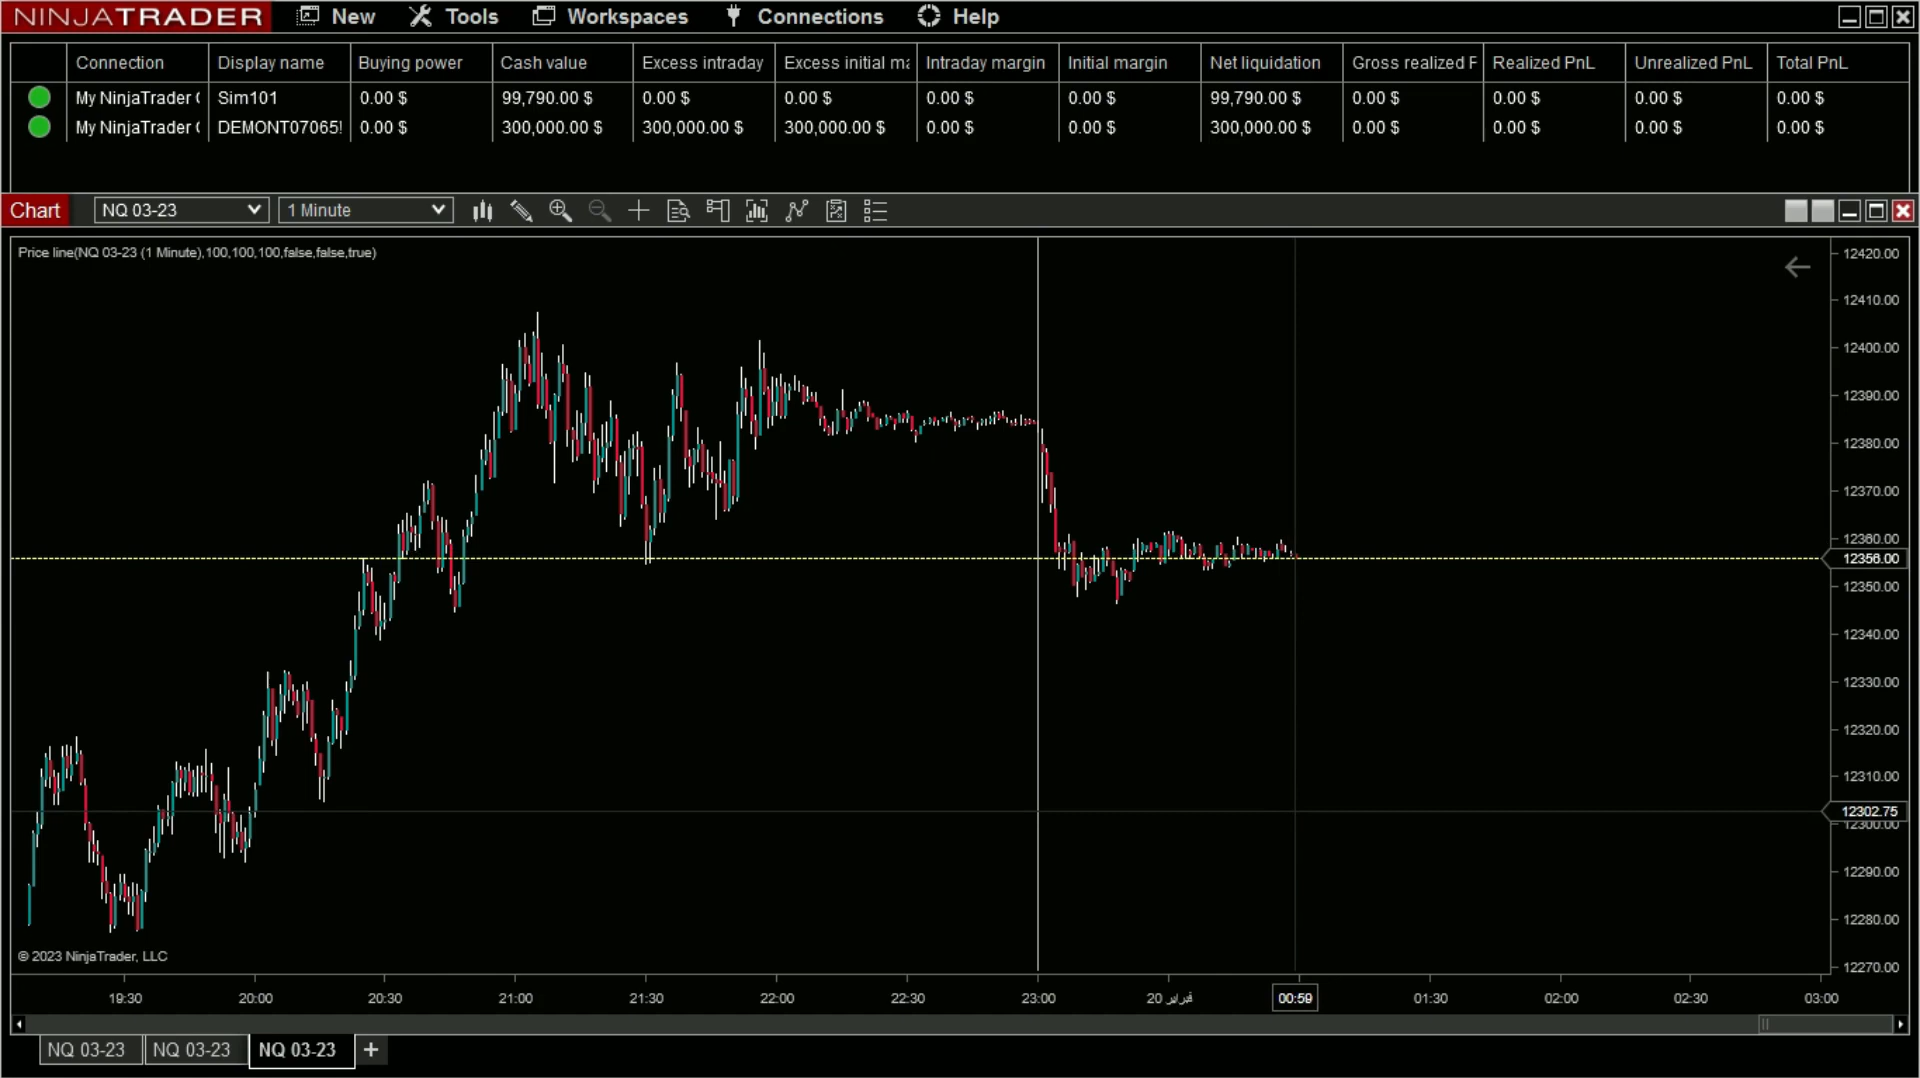 NINJATRADER New Tools Workspaces Connections Help
Connection Display name Buying power Cash value Excess intraday Excess initial ma Intraday margin Initial margin Net liquidation Gross realized P Realized PnL Unrealized PnL Total PnL
My NinjaTrader Sim101 0.00 $ 99,790.00 $ 0.00 $ 0.00 $ 0.00 $ 0.00 $ 99,790.00 $ 0.00 $ 0.00 $ 0.00 $ 0.00 $
My NinjaTrader DEMONT07065 0.00 $ 300,000.00 $ 300,000.00 $ 300,000.00 $ 0.00 $ 0.00 $ 300,000.00 $ 0.00 $ 0.00 $ 0.00 $ 0.00 $
Chart NQ 03-23 1 Minute
Price line(NQ 03-23 (1 Minute),100,100,100,false,false,true)
12420.00
12410.00
12400.00
12390.00
12380.00
12370.00
12360.00
12356.00
12350.00
12340.00
12330.00
12320.00
12310.00
12302.75
12300.00
12290.00
12280.00
© 2023 NinjaTrader, LLC
12270.00
19:30 20:00 20:30 21:00 21:30 22:00 22:30 23:00 20 فبراير 00:59 01:30 02:00 02:30 03:00
NQ 03-23 NQ 03-23 NQ 03-23 +